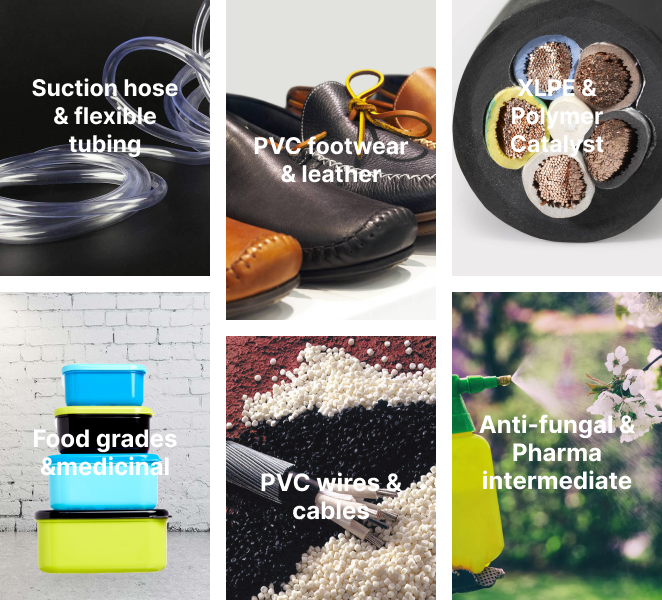 Suction hose
& flexible
tubing
PVC footwear
& leather
XLPE &
Polymer
Catalyst
Food grades
&medicinal
PVC wires &
cables
Anti-fungal &
Pharma
intermediate